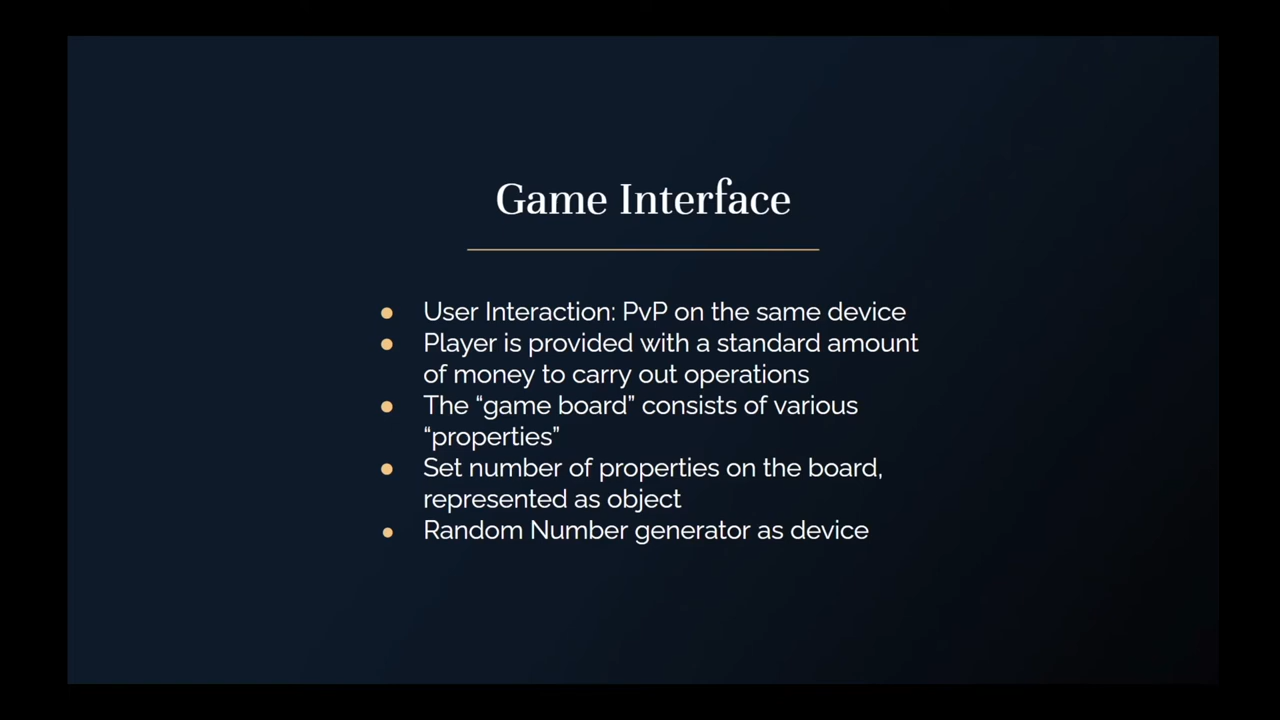 Game Interface
● User Interaction: PvP on the same device
● Player is provided with a standard amount
of money to carry out operations
● The “game board” consists of various
“properties”
● Set number of properties on the board,
represented as object
● Random Number generator as device